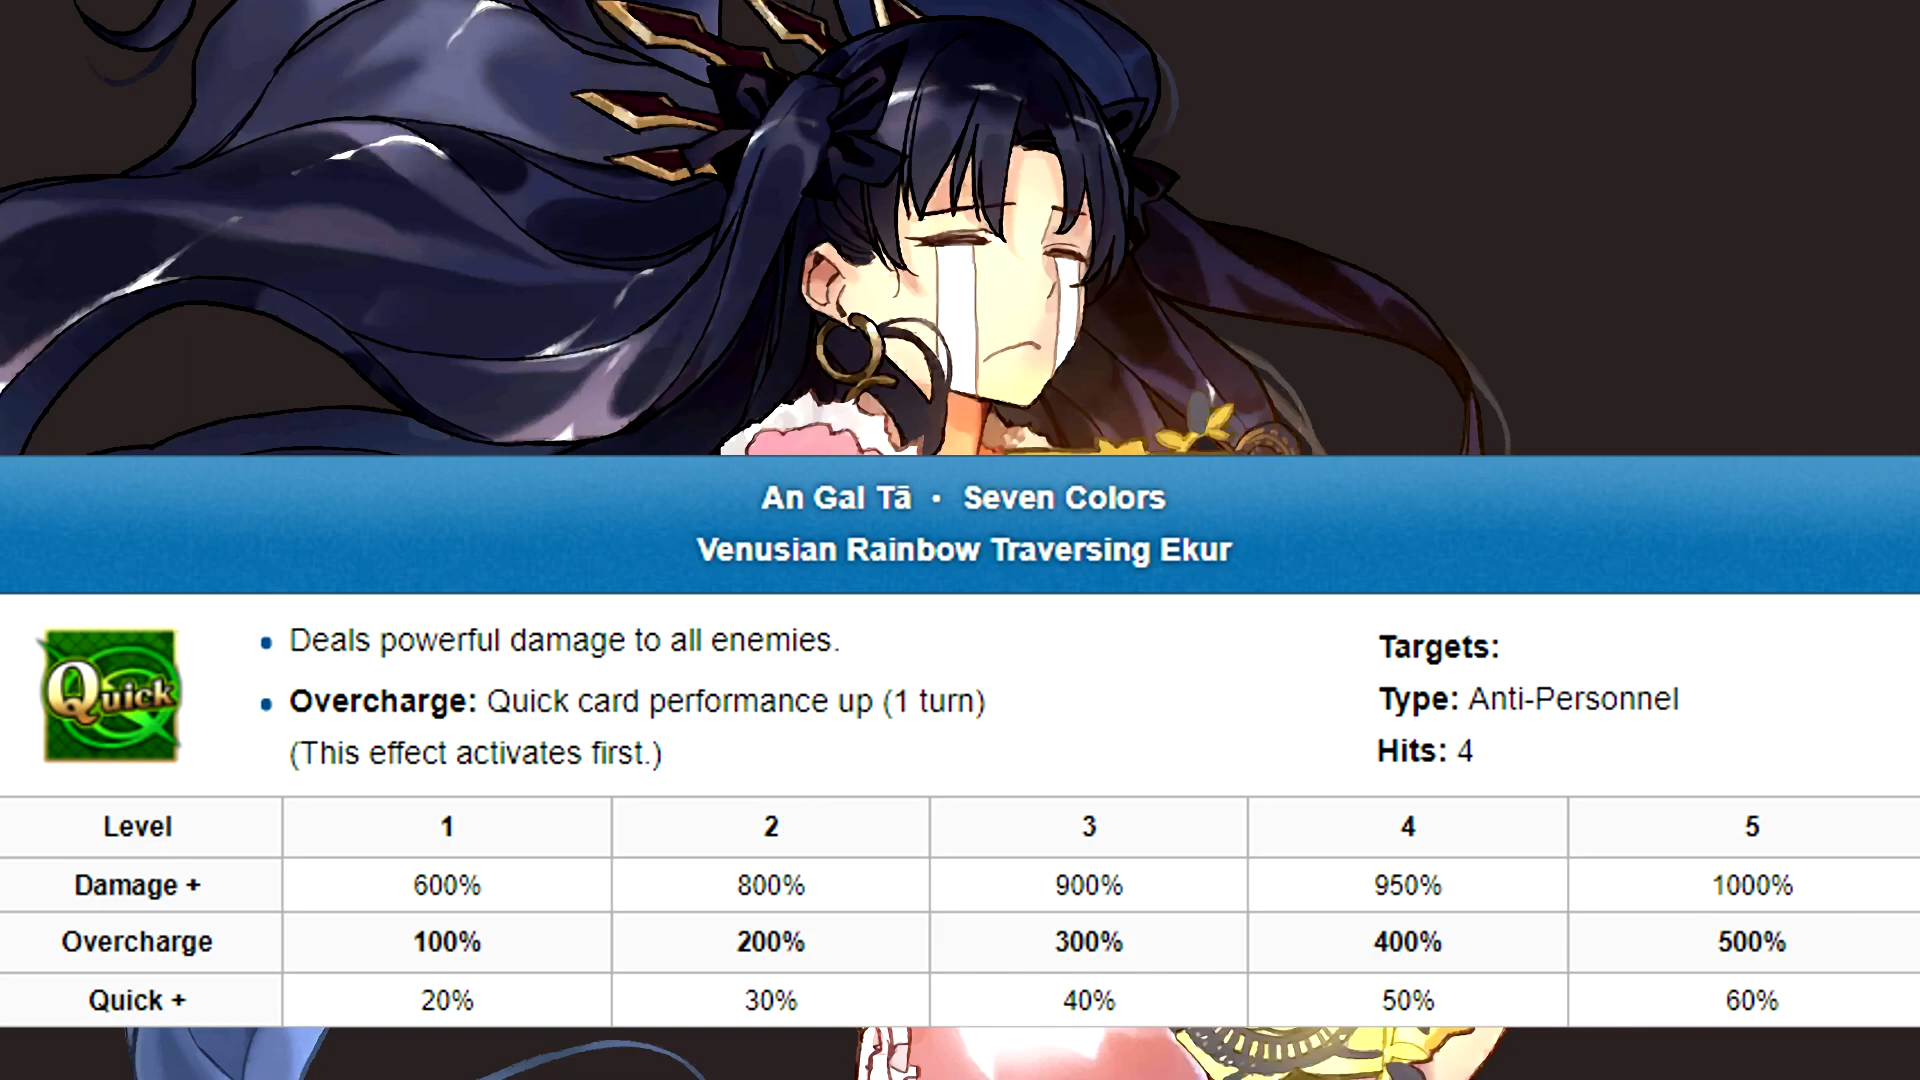 An Gal Tā • Seven Colors
Venusian Rainbow Traversing Ekur
Quick
• Deals powerful damage to all enemies.
• Overcharge: Quick card performance up (1 turn)
(This effect activates first.)
Targets:
Type: Anti-Personnel
Hits: 4
Level 1 2 3 4 5
Damage + 600% 800% 900% 950% 1000%
Overcharge 100% 200% 300% 400% 500%
Quick + 20% 30% 40% 50% 60%